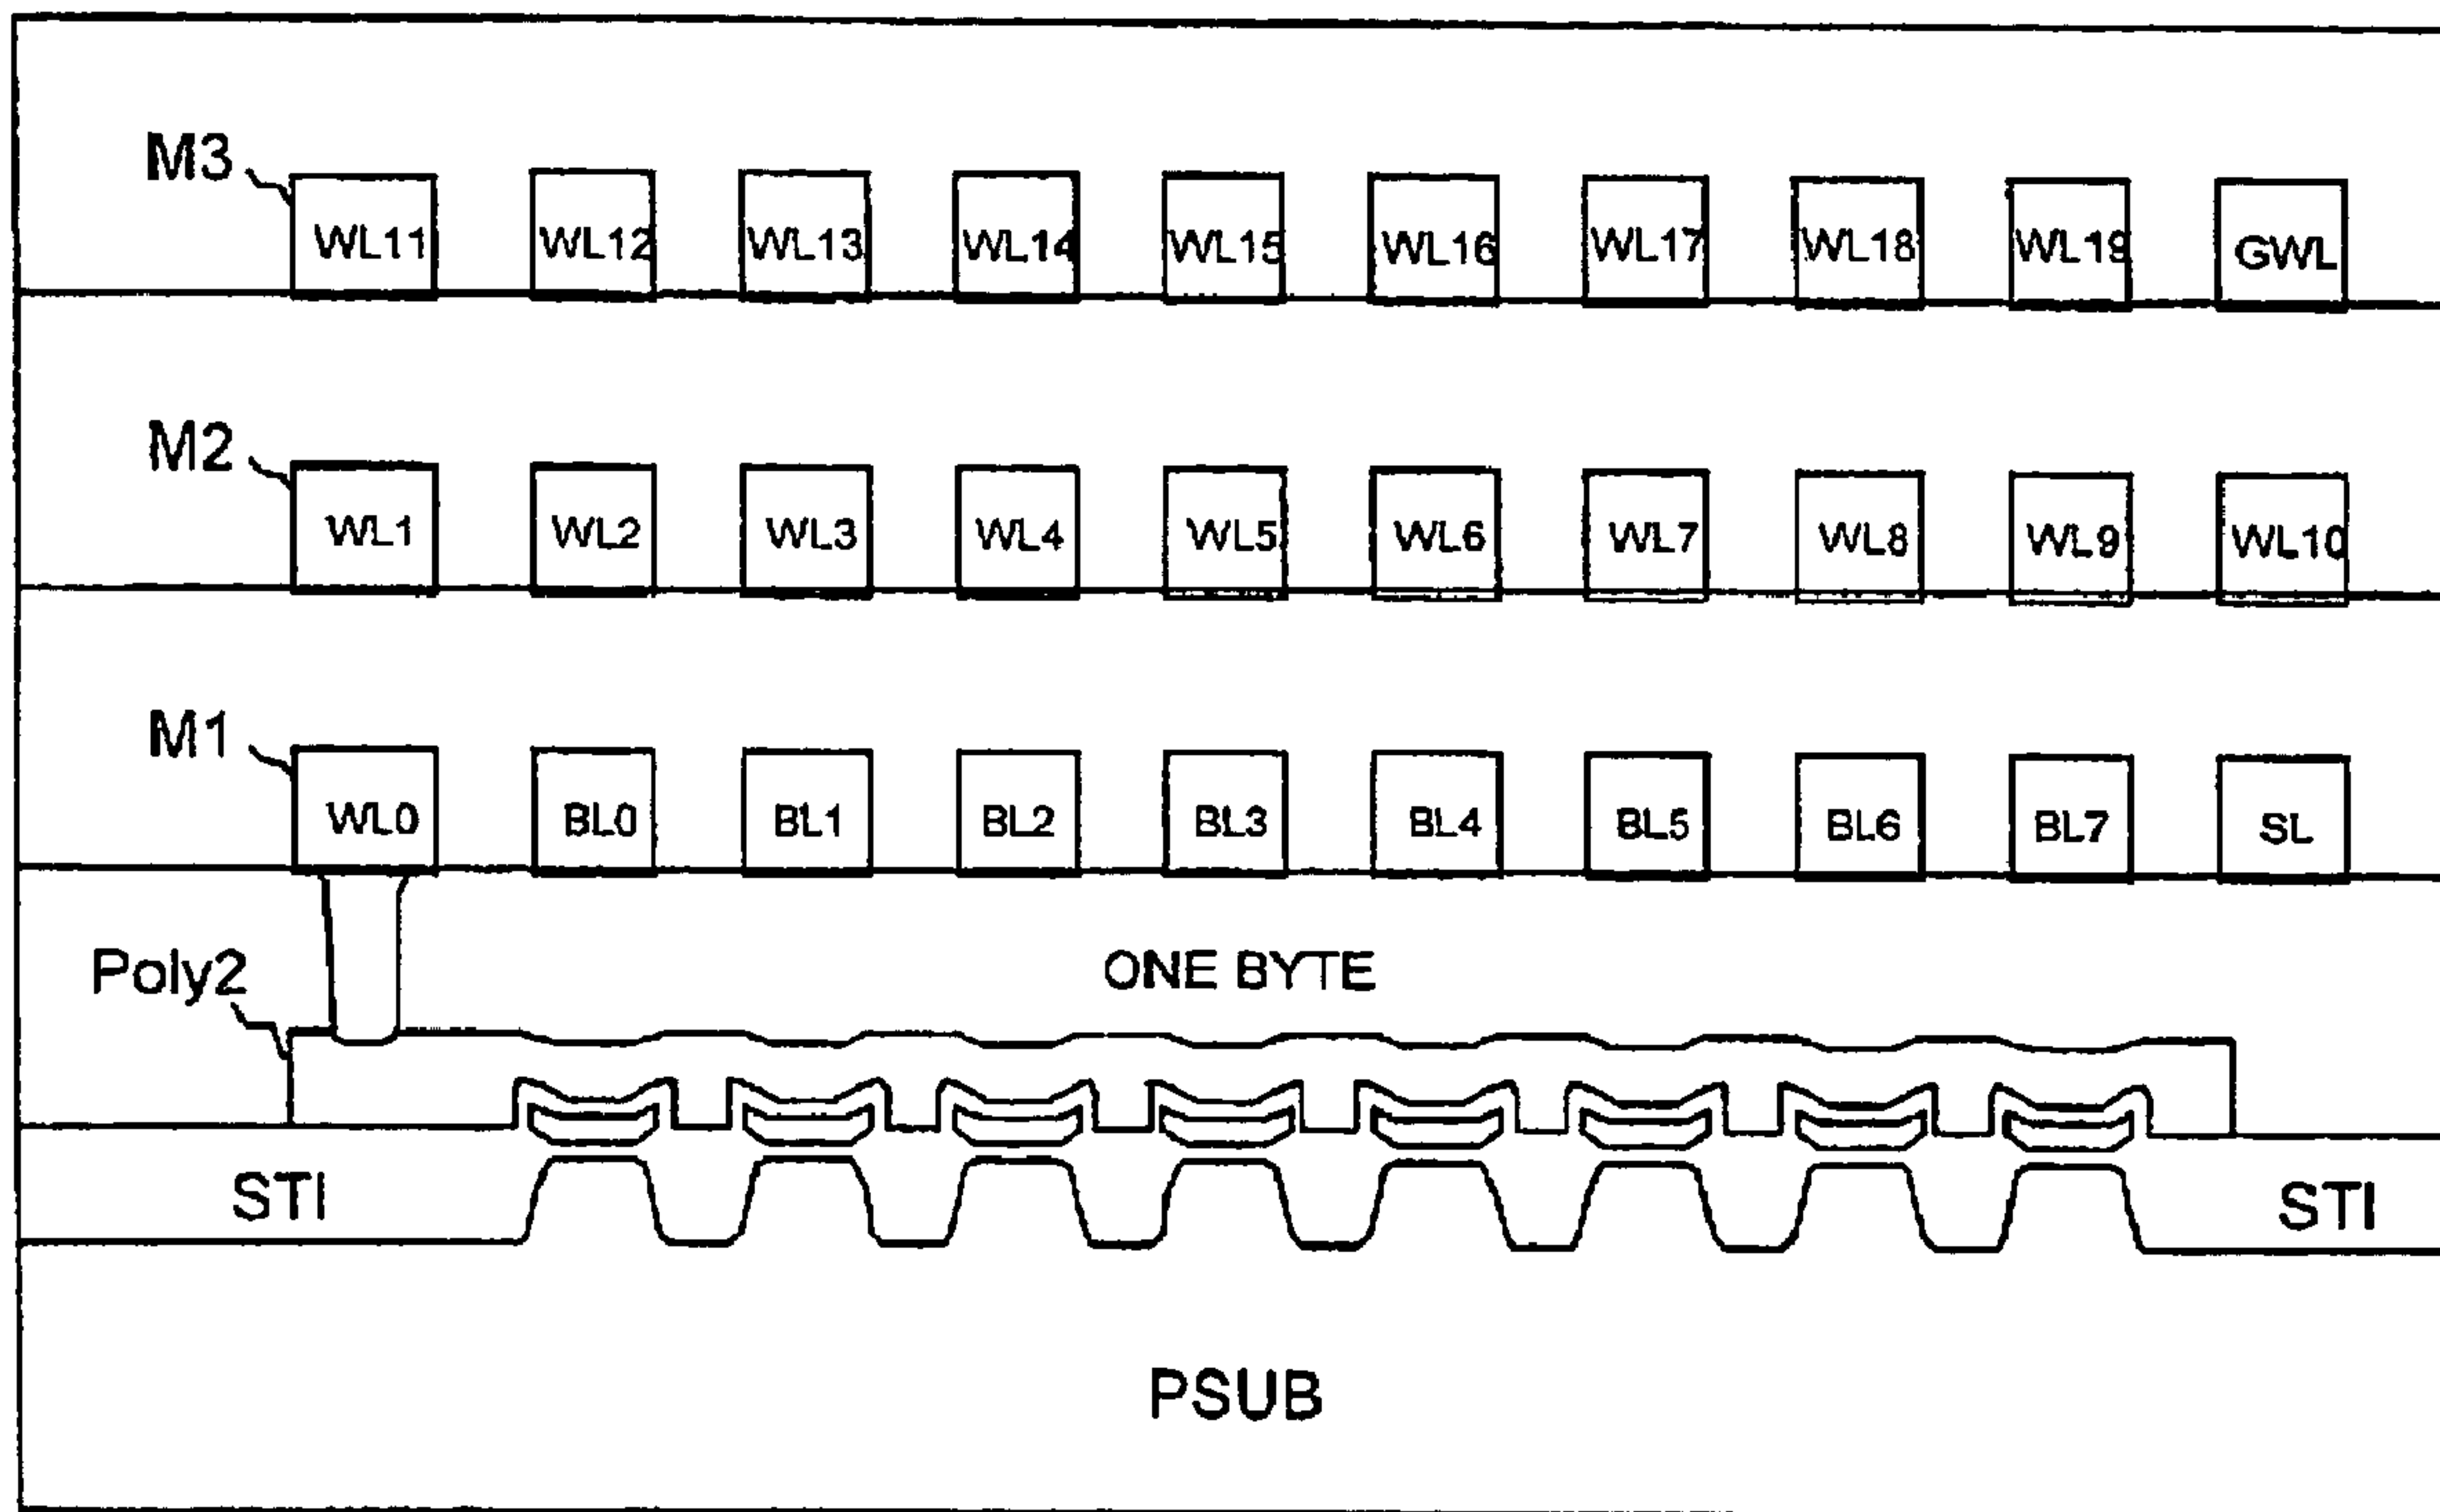 M3
WL11 WL12 WL13 WL14 WL15 WL16 WL17 WL18 WL19 GWL
M2
WL1 WL2 WL3 WL4 WL5 WL6 WL7 WL8 WL9 WL10
M1
WL0 BL0 BL1 BL2 BL3 BL4 BL5 BL6 BL7 SL
Poly2
ONE BYTE
STI STI
PSUB